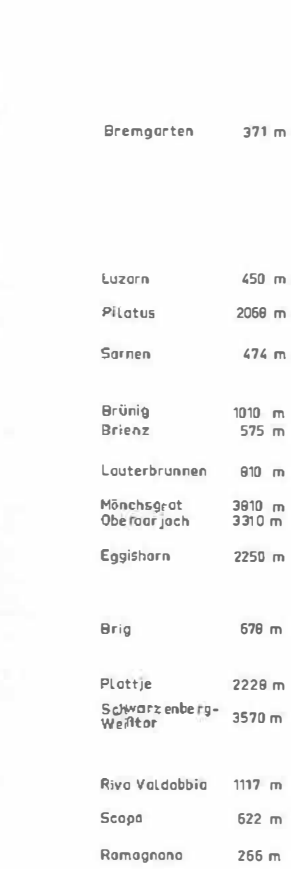 Bremgarten 371 m
Luzern 450 m
Pilatus 2068 m
Sarnen 474 m
Brünig 1010 m
Brienz 575 m
Lauterbrunnen 810 m
Mönchsgrat 3810 m
Oberaarjoch 3310 m
Eggishorn 2250 m
Brig 678 m
Plattje 2228 m
Schwarzenberg-
Weißtor 3570 m
Riva Valdobbia 1117 m
Scopa 622 m
Romagnano 266 m